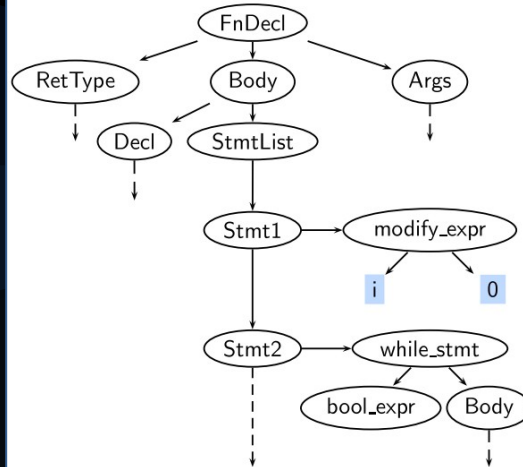 FnDecl
RetType Body Args
Decl StmtList
Stmt1 modify_expr
i 0
Stmt2 while_stmt
bool_expr Body